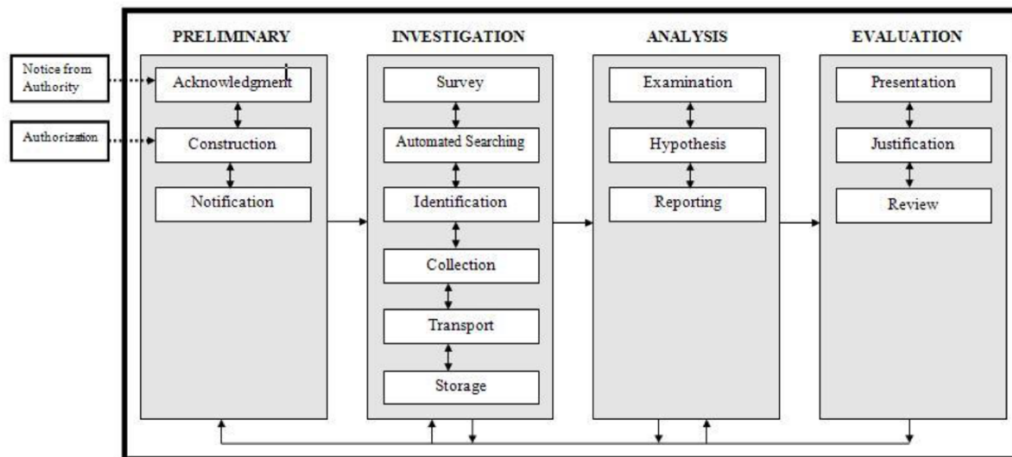 PRELIMINARY
INVESTIGATION
ANALYSIS
EVALUATION
Notice from
Authority
Authorization
Acknowledgment
Construction
Notification
Survey
Automated Searching
Identification
Collection
Transport
Storage
Examination
Hypothesis
Reporting
Presentation
Justification
Review